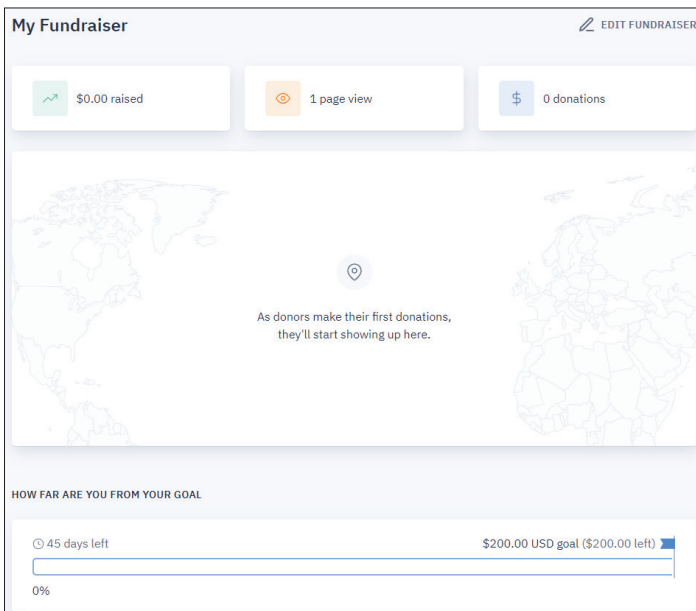 My Fundraiser
EDIT FUNDRAISER
$0.00 raised
1 page view
0 donations
As donors make their first donations,
they'll start showing up here.
HOW FAR ARE YOU FROM YOUR GOAL
45 days left
$200.00 USD goal ($200.00 left)
0%